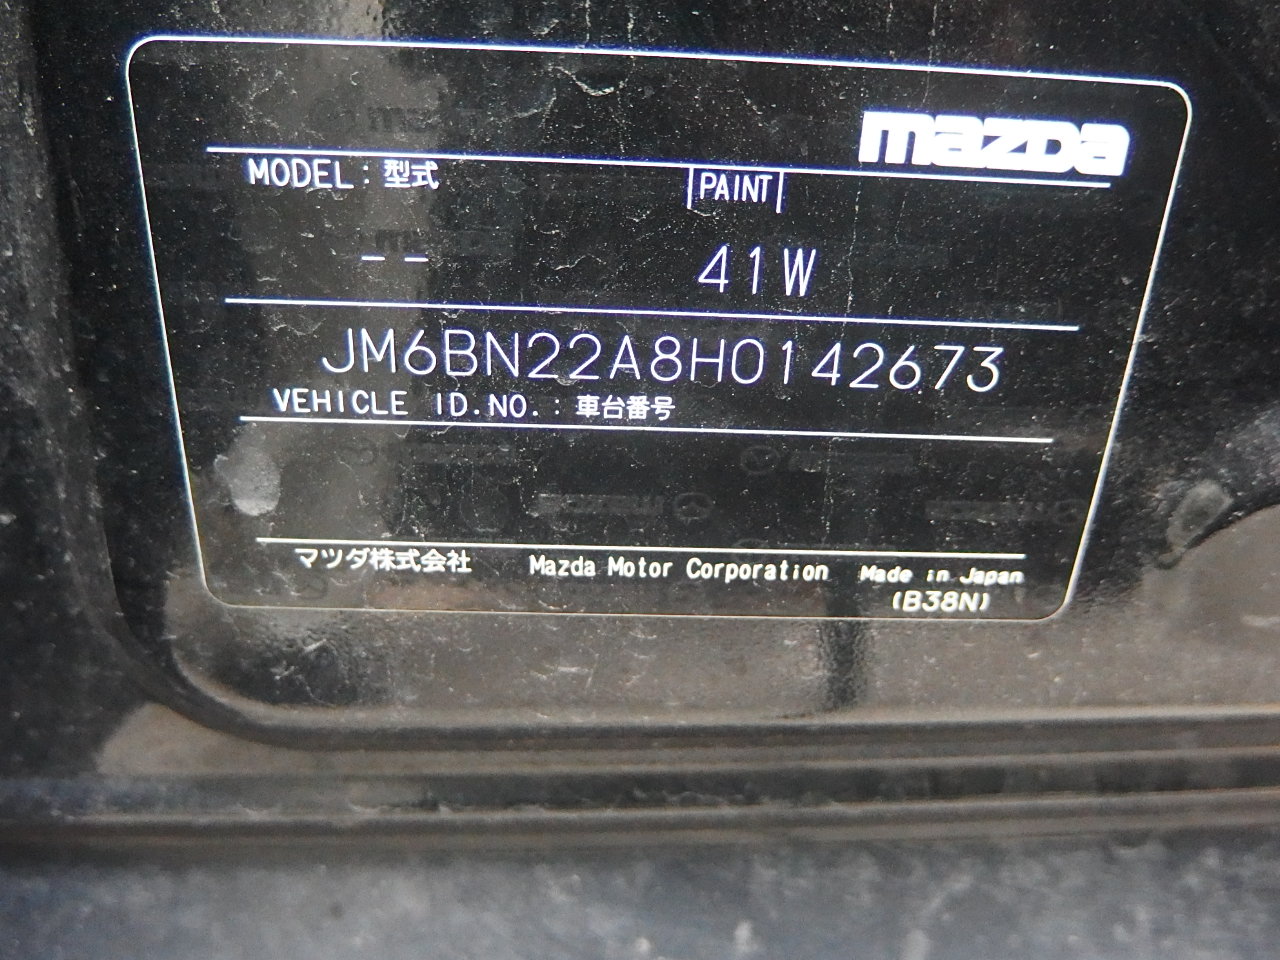 mazda
MODEL : 型式 PAINT
-- 41W
JM6BN22A8H0142673
VEHICLE ID.NO. : 車台番号
マツダ株式会社 Mazda Motor Corporation Made in Japan
(B38N)